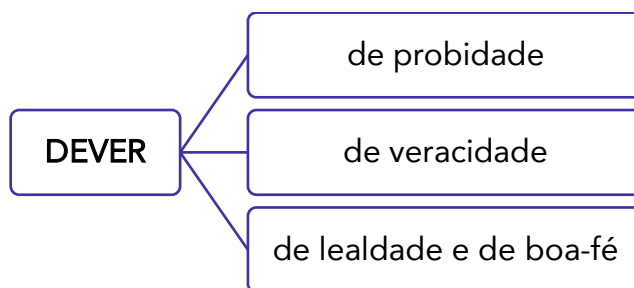 DEVER
de probidade
de veracidade
de lealdade e de boa-fé